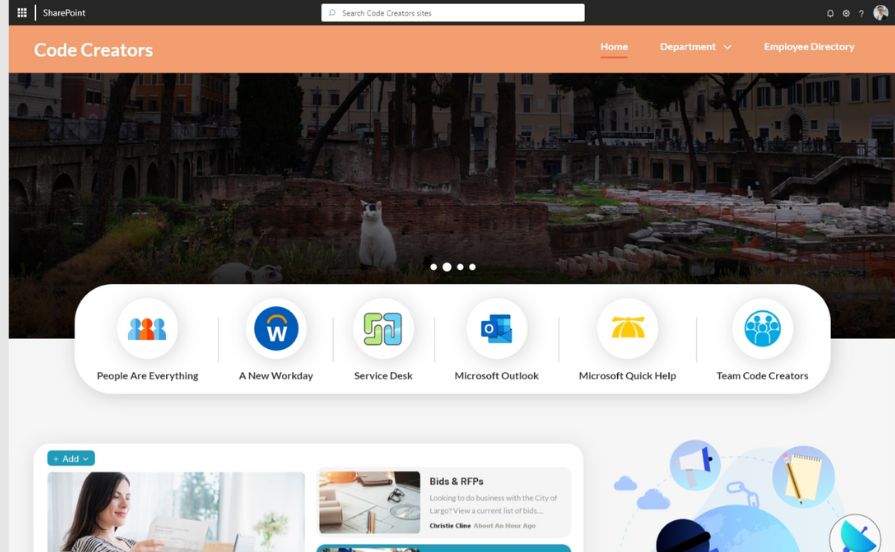 SharePoint
Search Code Creators sites
?
Code Creators
Home
Department
Employee Directory
People Are Everything
W
A New Workday
Service Desk
O
Microsoft Outlook
Microsoft Quick Help
Team Code Creators
+ Add
Bids & RFPs
Looking to do business with the City of
Largo? View a current list of bids....
Christie Cline About An Hour Ago